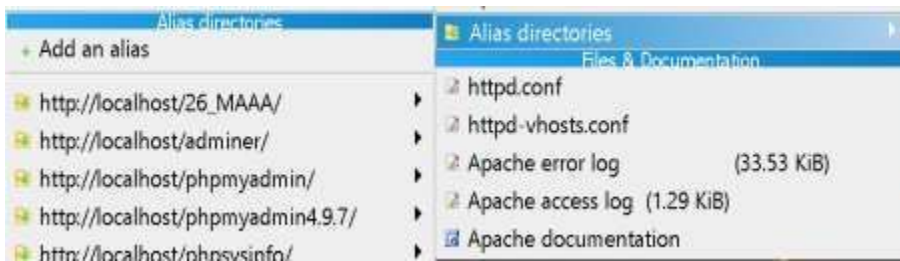 Alias directories
Add an alias
http://localhost/26_MAAA/
http://localhost/adminer/
http://localhost/phpmyadmin/
http://localhost/phpmyadmin4.9.7/
http://localhost/phpsysinfo/
Alias directories
Files & Documentation
httpd.conf
httpd-vhosts.conf
Apache error log (33.53 KiB)
Apache access log (1.29 KiB)
Apache documentation